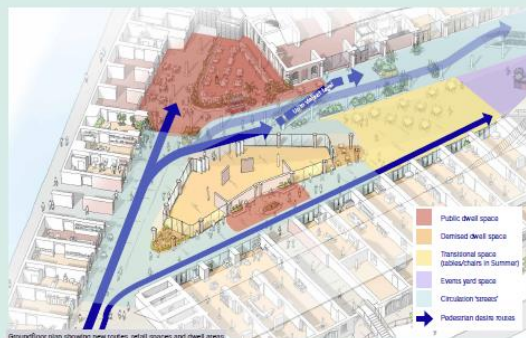 Public dwell space
Demised dwell space
Transitional space
(tables/chairs in Summer)
Events yard space
Circulation 'streets'
Pedestrian desire routes
Groundfloor plan showing new routes, retail spaces and dwell areas